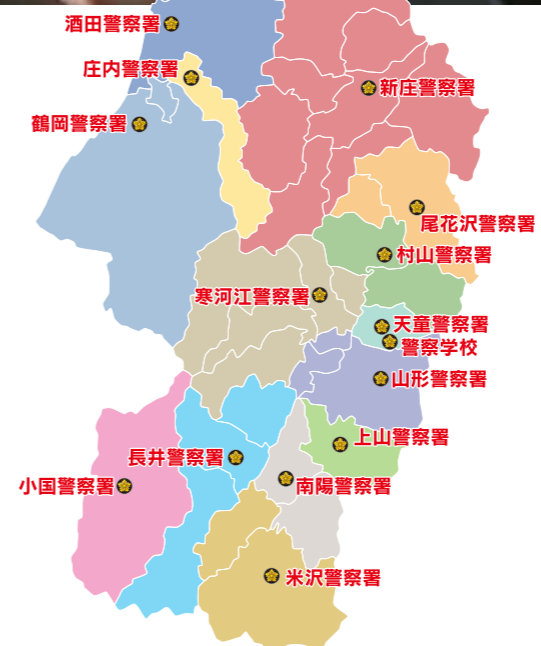 酒田警察署
庄内警察署
新庄警察署
鶴岡警察署
尾花沢警察署
村山警察署
寒河江警察署
天童警察署
警察学校
山形警察署
上山警察署
長井警察署
小国警察署
南陽警察署
米沢警察署